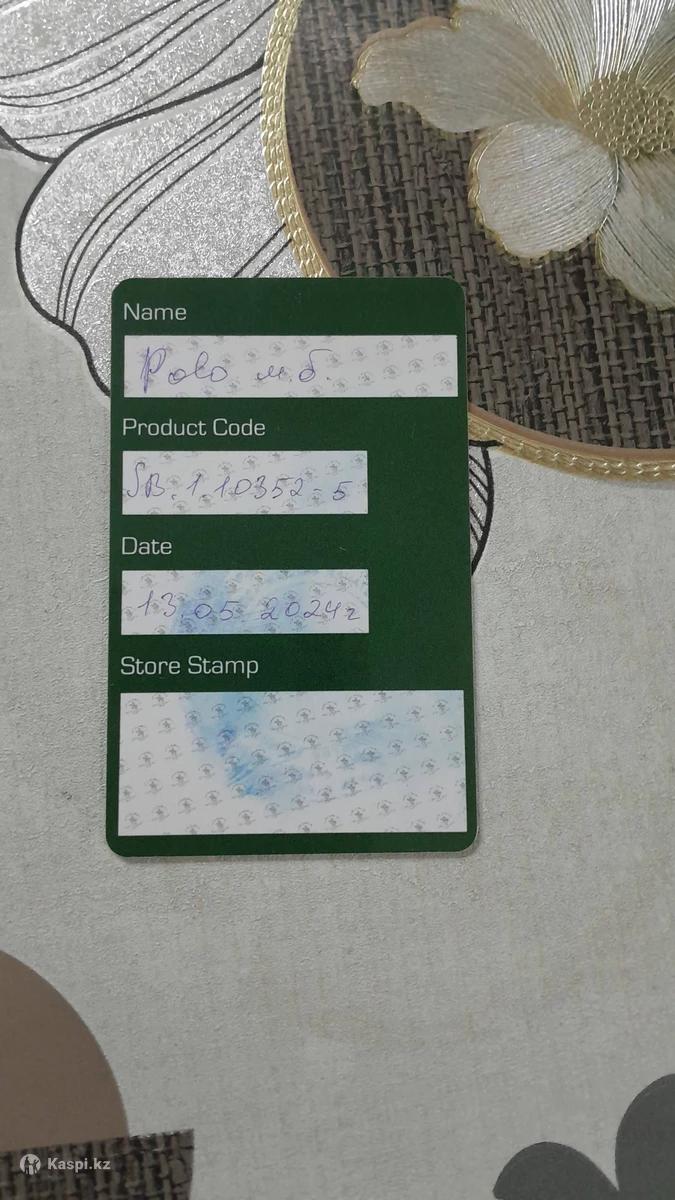 Name
Polo м.б.
Product Code
SB.1.10352-5
Date
13.05.2024г
Store Stamp
Kaspi.kz